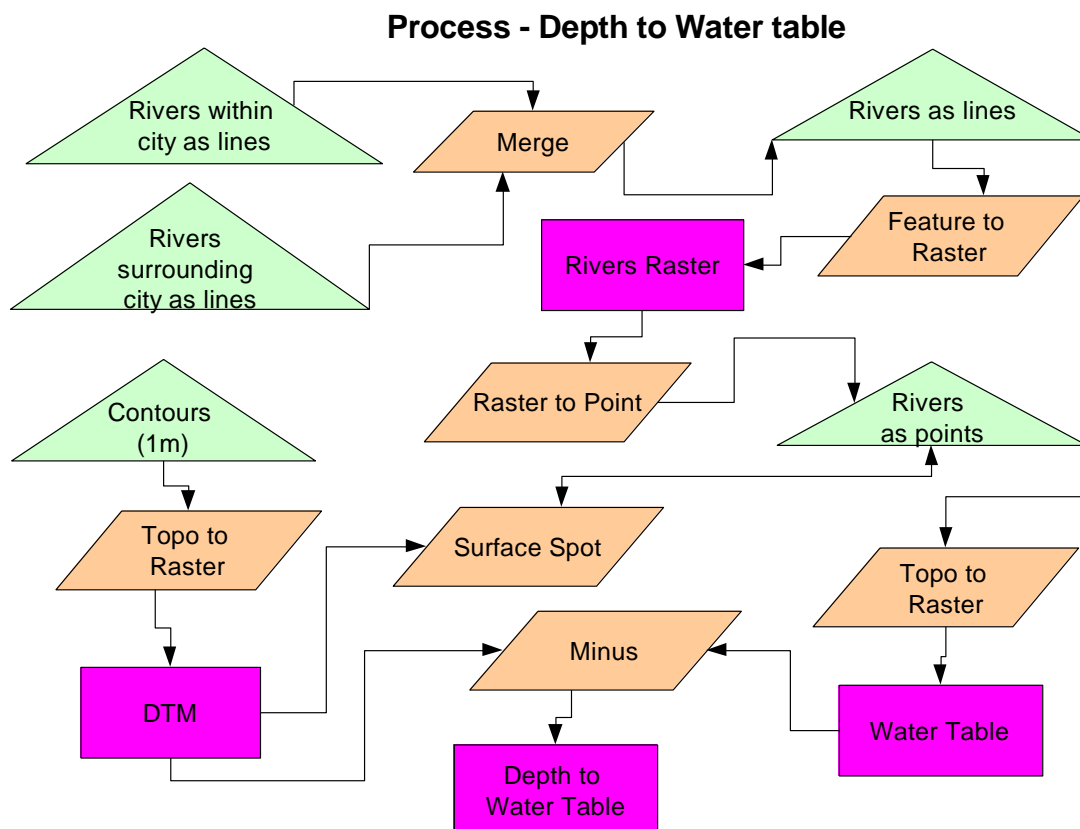 Process - Depth to Water table
Rivers within
city as lines
Merge
Rivers as lines
Rivers
surrounding
city as lines
Rivers Raster
Feature to
Raster
Contours
(1m)
Raster to Point
Rivers
as points
Topo to
Raster
Surface Spot
Topo to
Raster
DTM
Minus
Water Table
Depth to
Water Table